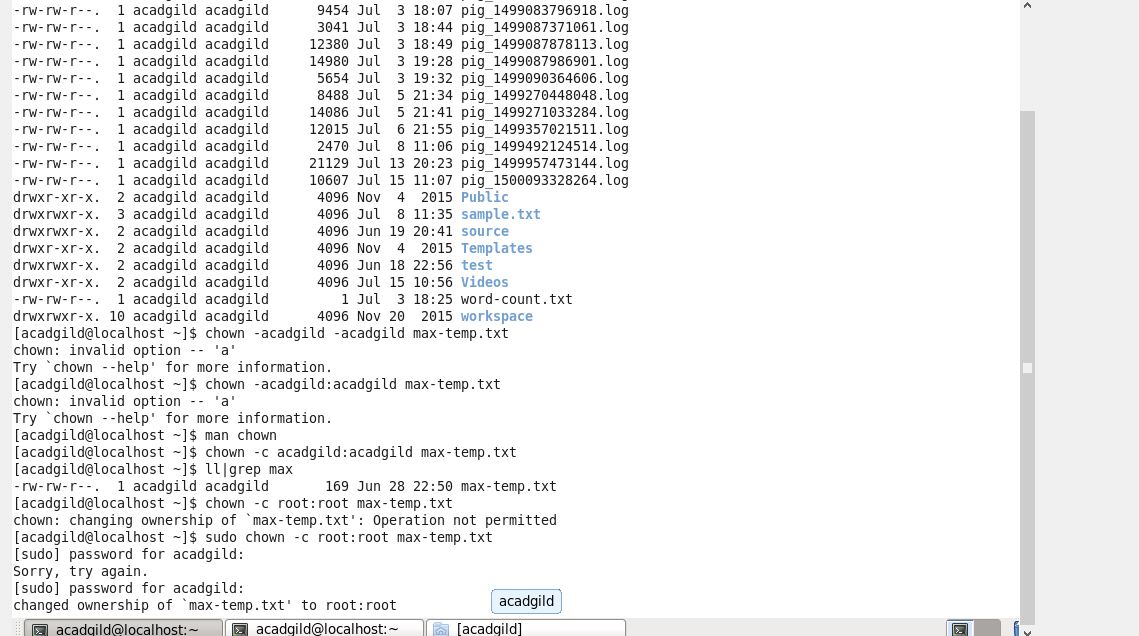 -rw-rw-r--.  1 acadgild acadgild     9454 Jul  3 18:07 pig_1499083796918.log
-rw-rw-r--.  1 acadgild acadgild     3041 Jul  3 18:44 pig_1499087371061.log
-rw-rw-r--.  1 acadgild acadgild    12380 Jul  3 18:49 pig_1499087878113.log
-rw-rw-r--.  1 acadgild acadgild    14980 Jul  3 19:28 pig_1499087986901.log
-rw-rw-r--.  1 acadgild acadgild     5654 Jul  3 19:32 pig_1499090364606.log
-rw-rw-r--.  1 acadgild acadgild     8488 Jul  5 21:34 pig_1499270448048.log
-rw-rw-r--.  1 acadgild acadgild    14086 Jul  5 21:41 pig_1499271033284.log
-rw-rw-r--.  1 acadgild acadgild    12015 Jul  6 21:55 pig_1499357021511.log
-rw-rw-r--.  1 acadgild acadgild     2470 Jul  8 11:06 pig_1499492124514.log
-rw-rw-r--.  1 acadgild acadgild    21129 Jul 13 20:23 pig_1499957473144.log
-rw-rw-r--.  1 acadgild acadgild    10607 Jul 15 11:07 pig_1500093328264.log
drwxr-xr-x.  2 acadgild acadgild     4096 Nov  4  2015 Public
drwxrwxr-x.  3 acadgild acadgild     4096 Jul  8 11:35 sample.txt
drwxrwxr-x.  2 acadgild acadgild     4096 Jun 19 20:41 source
drwxr-xr-x.  2 acadgild acadgild     4096 Nov  4  2015 Templates
drwxrwxr-x.  2 acadgild acadgild     4096 Jun 18 22:56 test
drwxr-xr-x.  2 acadgild acadgild     4096 Jul 15 10:56 Videos
-rw-rw-r--.  1 acadgild acadgild        1 Jul  3 18:25 word-count.txt
drwxrwxr-x. 10 acadgild acadgild     4096 Nov 20  2015 workspace
[acadgild@localhost ~]$ chown -acadgild -acadgild max-temp.txt
chown: invalid option -- 'a'
Try `chown --help' for more information.
[acadgild@localhost ~]$ chown -acadgild:acadgild max-temp.txt
chown: invalid option -- 'a'
Try `chown --help' for more information.
[acadgild@localhost ~]$ man chown
[acadgild@localhost ~]$ chown -c acadgild:acadgild max-temp.txt
[acadgild@localhost ~]$ ll|grep max
-rw-rw-r--.  1 acadgild acadgild      169 Jun 28 22:50 max-temp.txt
[acadgild@localhost ~]$ chown -c root:root max-temp.txt
chown: changing ownership of `max-temp.txt': Operation not permitted
[acadgild@localhost ~]$ sudo chown -c root:root max-temp.txt
[sudo] password for acadgild:
Sorry, try again.
[sudo] password for acadgild:
changed ownership of `max-temp.txt' to root:root
acadgild
acadgild@localhost:~ acadgild@localhost:~ [acadgild]